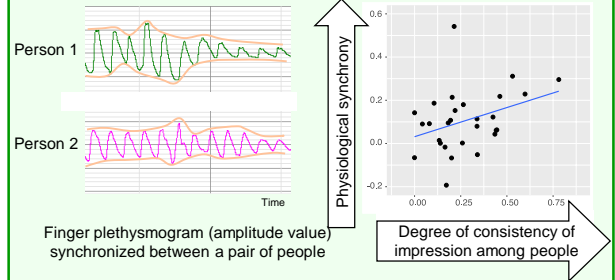 Person 1
Person 2
Time
Finger plethysmogram (amplitude value)
synchronized between a pair of people
Physiological synchrony
0.6
0.4
0.2
0.0
-0.2
0.00
0.25
0.50
0.75
Degree of consistency of
impression among people